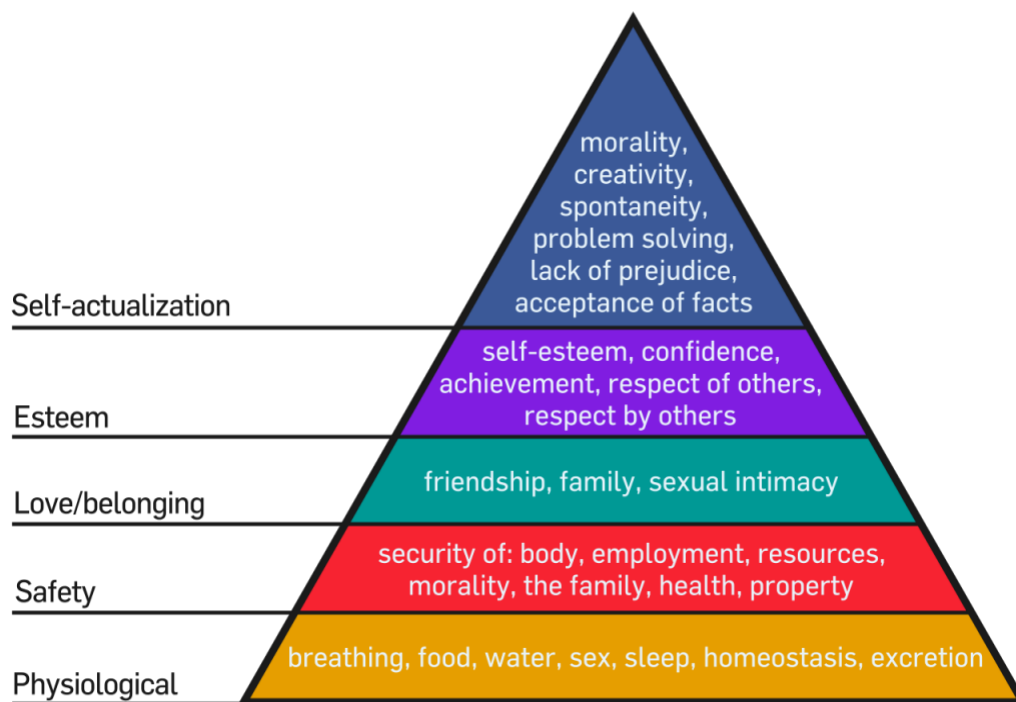 morality,
creativity,
spontaneity,
problem solving,
lack of prejudice,
acceptance of facts
Self-actualization
self-esteem, confidence,
achievement, respect of others,
respect by others
Esteem
friendship, family, sexual intimacy
Love/belonging
security of: body, employment, resources,
morality, the family, health, property
Safety
breathing, food, water, sex, sleep, homeostasis, excretion
Physiological